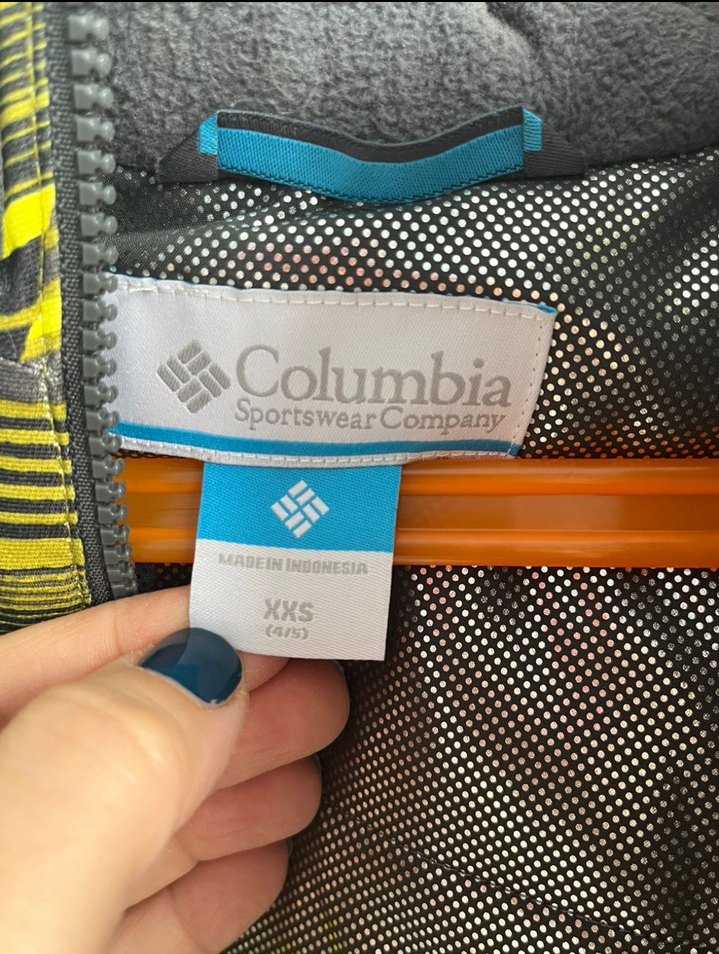 Columbia
Sportswear Company
MADE IN INDONESIA
XXS
(4/5)